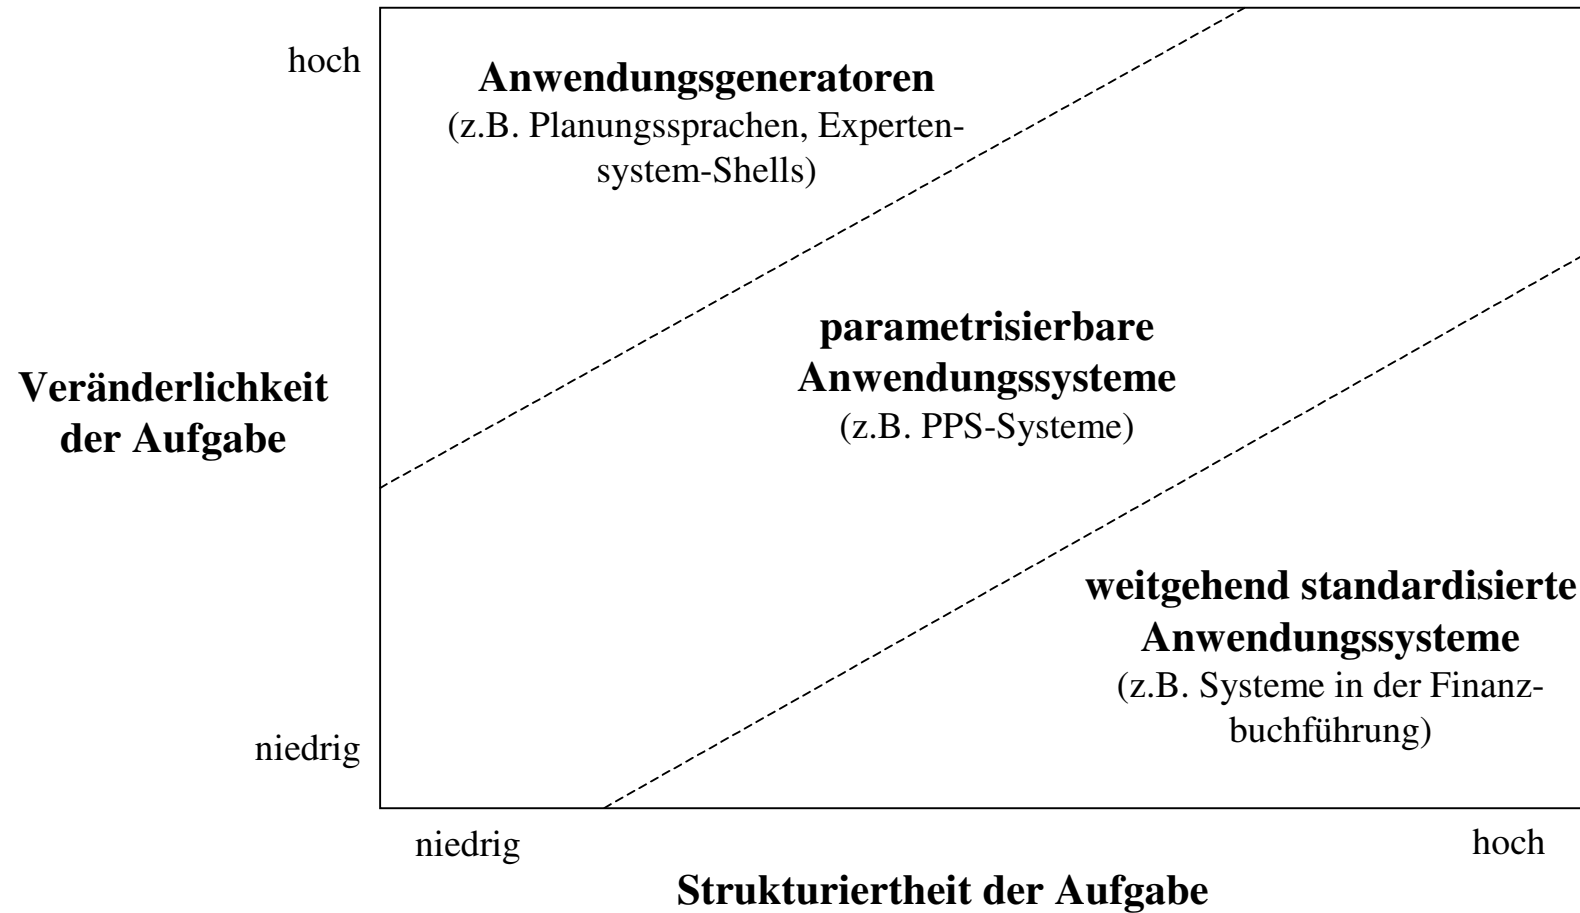 hoch
Anwendungsgeneratoren
(z.B. Planungssprachen, Experten-
system-Shells)
parametrisierbare
Anwendungssysteme
(z.B. PPS-Systeme)
Veränderlichkeit
der Aufgabe
weitgehend standardisierte
Anwendungssysteme
(z.B. Systeme in der Finanz-
buchführung)
niedrig
niedrig
hoch
Strukturiertheit der Aufgabe